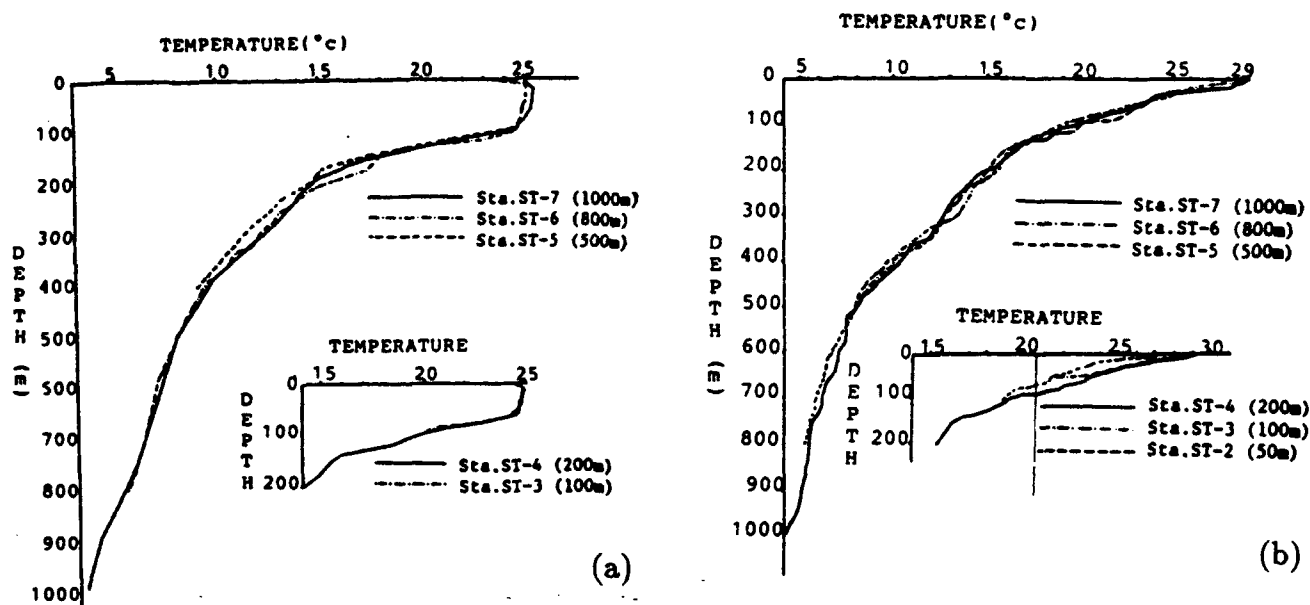 TEMPERATURE(°c)
5 10 15 20 25
0
100
200
300
400
500
600
700
800
900
1000
DEPTH (m)
Sta.ST-7 (1000m)
Sta.ST-6 (800m)
Sta.ST-5 (500m)
TEMPERATURE
15 20 25
0
100
200
DEPTH
Sta.ST-4 (200m)
Sta.ST-3 (100m)
(a)
TEMPERATURE (°c)
5 10 15 20 25 29
0
100
200
300
400
500
600
700
800
900
1000
DEPTH (m)
Sta.ST-7 (1000m)
Sta.ST-6 (800m)
Sta.ST-5 (500m)
TEMPERATURE
15 20 25 30
0
100
200
DEPTH
Sta.ST-4 (200m)
Sta.ST-3 (100m)
Sta.ST-2 (50m)
(b)